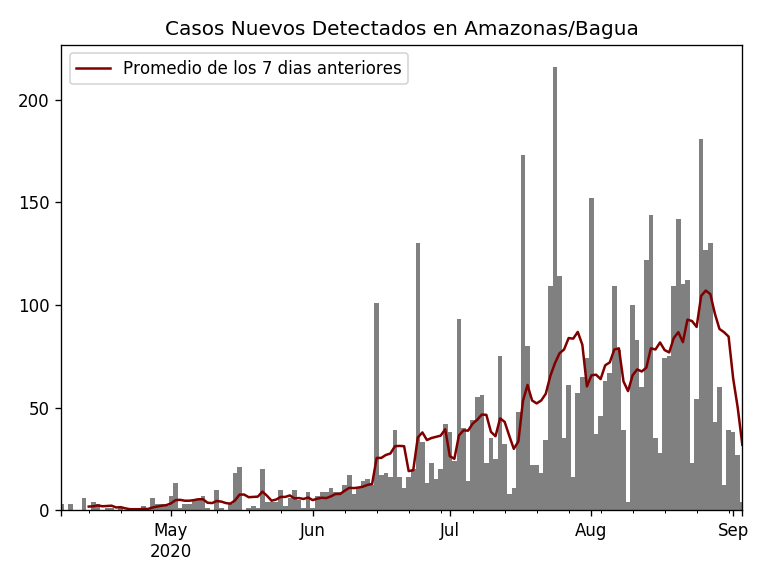 Casos Nuevos Detectados en Amazonas/Bagua
Promedio de los 7 dias anteriores
200
150
100
50
0
May Jun Jul Aug Sep
2020